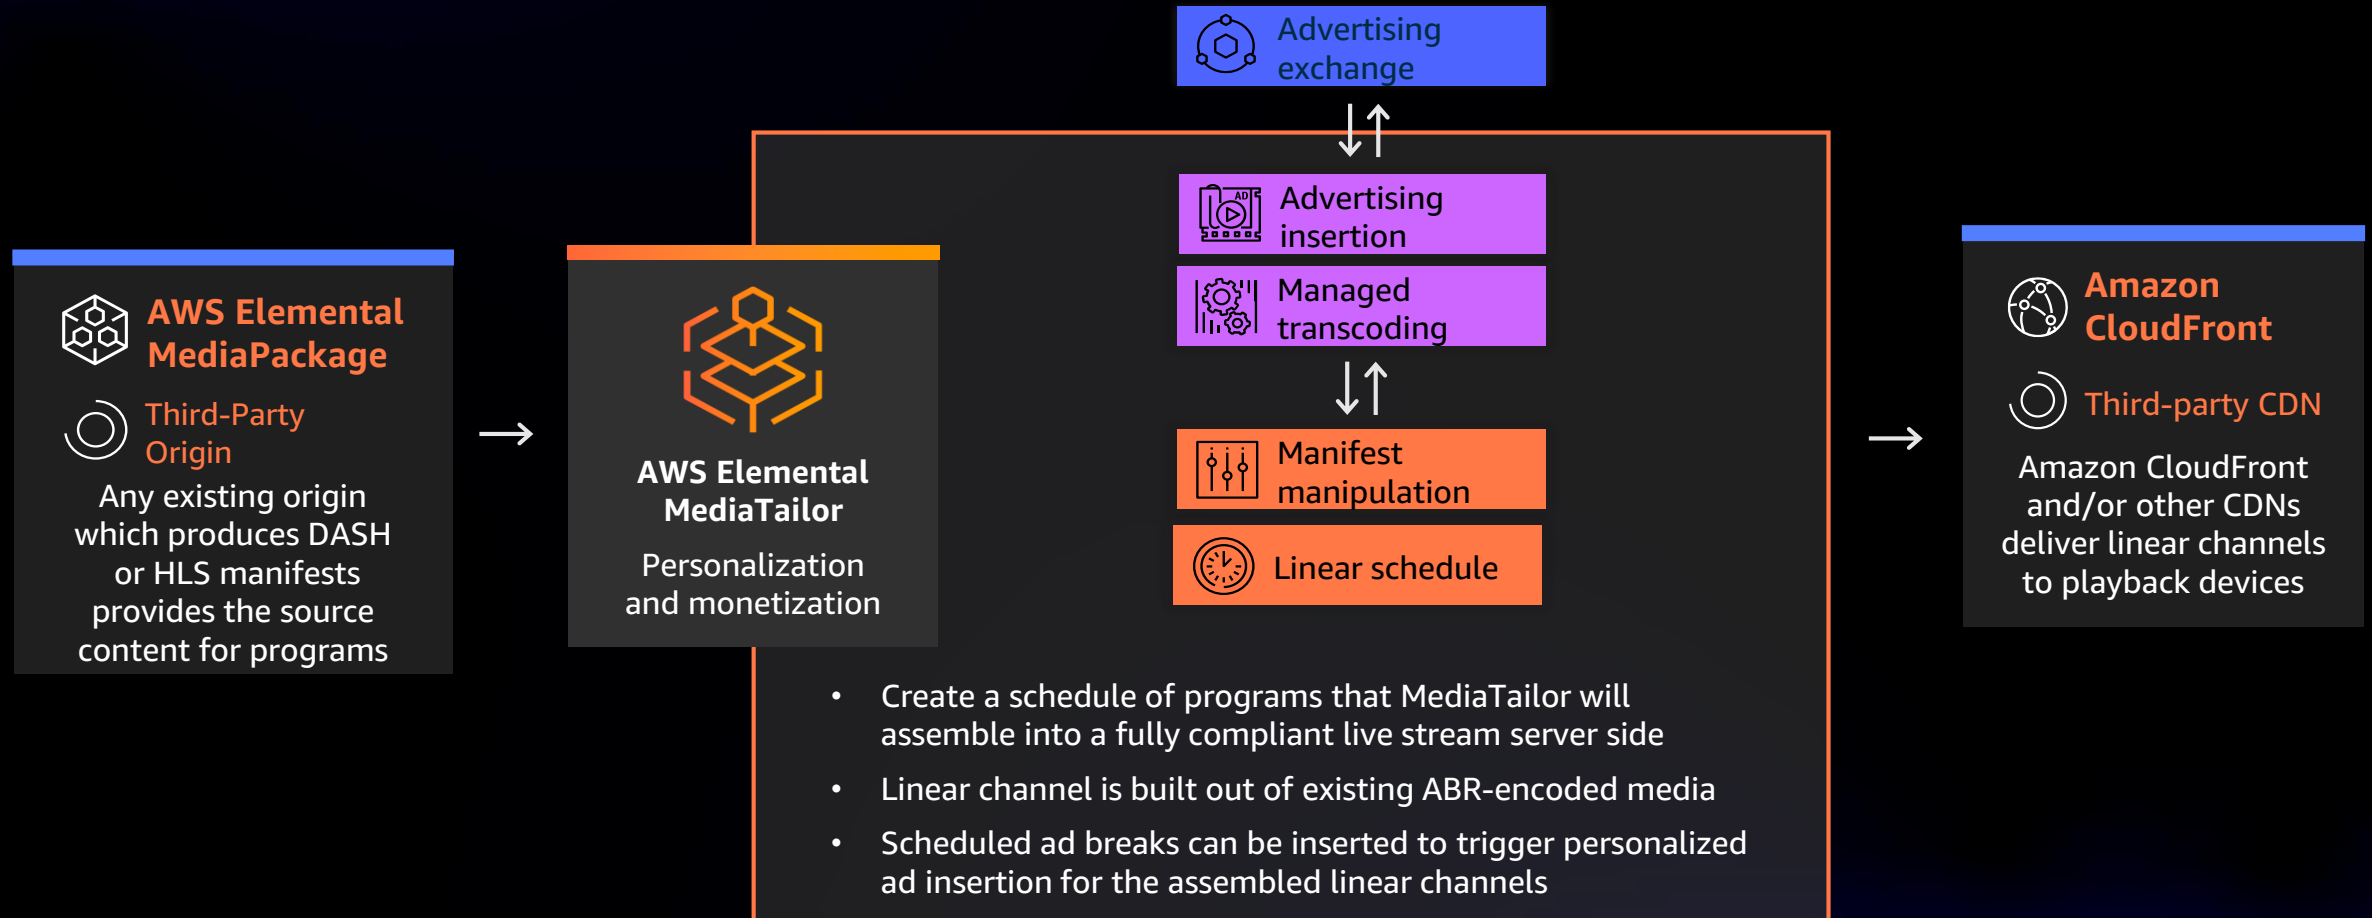 Advertising
exchange
AWS Elemental
MediaPackage
Third-Party
Origin
Any existing origin
which produces DASH
or HLS manifests
provides the source
content for programs
AWS Elemental
MediaTailor
Personalization
and monetization
AD
Advertising
insertion
Managed
transcoding
Manifest
manipulation
Linear schedule
• Create a schedule of programs that MediaTailor will
assemble into a fully compliant live stream server side
• Linear channel is built out of existing ABR-encoded media
• Scheduled ad breaks can be inserted to trigger personalized
ad insertion for the assembled linear channels
Amazon
CloudFront
Third-party CDN
Amazon CloudFront
and/or other CDNs
deliver linear channels
to playback devices